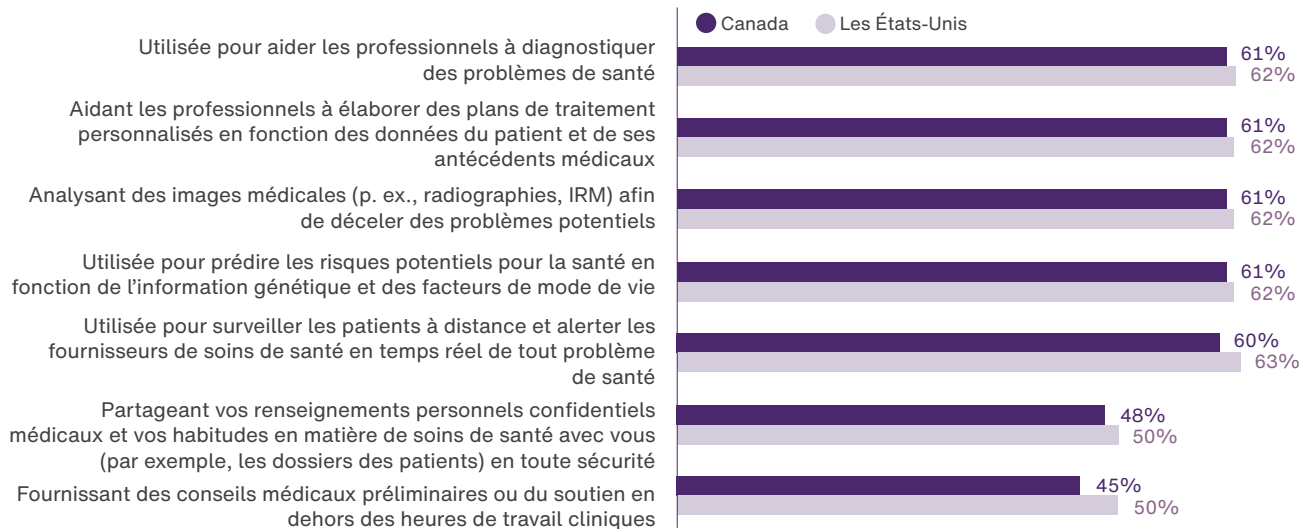 Canada Les États-Unis
Utilisée pour aider les professionnels à diagnostiquer
des problèmes de santé
61%
62%
Aidant les professionnels à élaborer des plans de traitement
personnalisés en fonction des données du patient et de ses
antécédents médicaux
61%
62%
Analysant des images médicales (p. ex., radiographies, IRM) afin
de déceler des problèmes potentiels
61%
62%
Utilisée pour prédire les risques potentiels pour la santé en
fonction de l’information génétique et des facteurs de mode de vie
61%
62%
Utilisée pour surveiller les patients à distance et alerter les
fournisseurs de soins de santé en temps réel de tout problème
de santé
60%
63%
Partageant vos renseignements personnels confidentiels
médicaux et vos habitudes en matière de soins de santé avec vous
(par exemple, les dossiers des patients) en toute sécurité
48%
50%
Fournissant des conseils médicaux préliminaires ou du soutien en
dehors des heures de travail cliniques
45%
50%